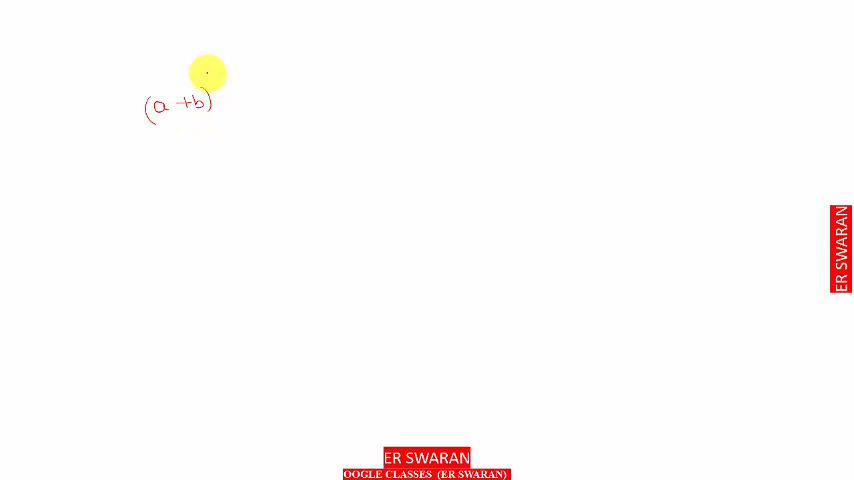 (a +b)
ER SWARAN
ER SWARAN
OOGLE CLASSES (ER SWARAN)